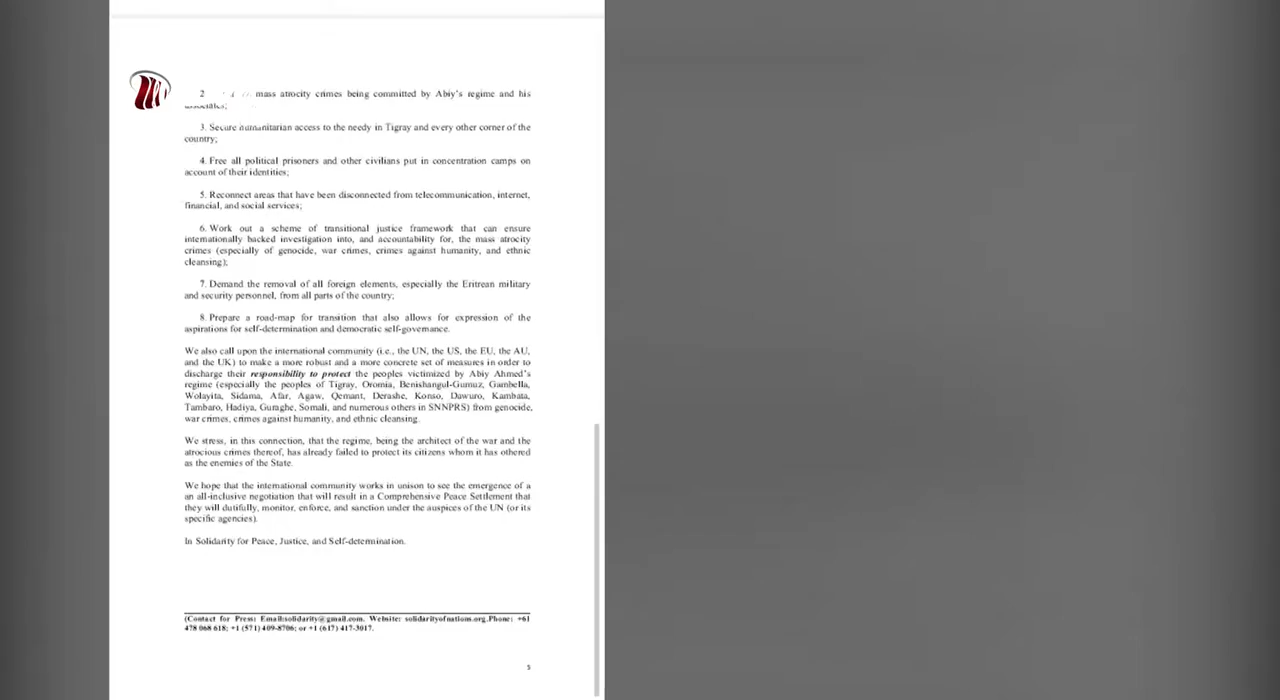 2 mass atrocity crimes being committed by Abiy's regime and his
3. Secure humanitarian access to the needy in Tigray and every other corner of the
country;
4. Free all political prisoners and other civilians put in concentration camps on
account of their identities;
5. Reconnect areas that have been disconnected from telecommunication, internet,
financial, and social services;
6. Work out a scheme of transitional justice framework that can ensure
internationally backed investigation into, and accountability for, the mass atrocity
crimes (especially of genocide, war crimes, crimes against humanity, and ethnic
cleansing);
7. Demand the removal of all foreign elements, especially the Eritrean military
and security personnel, from all parts of the country;
8. Prepare a road-map for transition that also allows for expression of the
aspirations for self-determination and democratic self-governance.
We also call upon the international community (i.e., the UN, the US, the EU, the AU,
and the UK) to make a more robust and a more concrete set of measures in order to
discharge their responsibility to protect the peoples victimized by Abiy Ahmed's
regime (especially the peoples of Tigray, Oromia, Benishangul-Gumuz, Gambella,
Wolayita, Sidama, Afar, Agaw, Qemant, Derashe, Konso, Dawuro, Kambata,
Tambaro, Hadiya, Guraghe, Somali, and numerous others in SNNPRS) from genocide,
war crimes, crimes against humanity, and ethnic cleansing.
We stress, in this connection, that the regime, being the architect of the war and the
atrocious crimes thereof, has already failed to protect its citizens whom it has othered
as the enemies of the State.
We hope that the international community works in unison to see the emergence of a
an all-inclusive negotiation that will result in a Comprehensive Peace Settlement that
they will dutifully, monitor, enforce, and sanction under the auspices of the UN (or its
specific agencies).
In Solidarity for Peace, Justice, and Self-determination.
(Contact for Press: Email:solidarity@gmail.com. Website: solidarityofnations.org.Phone: +61
478 068 618; +1 (571) 409-8706; or +1 (617) 417-3017.